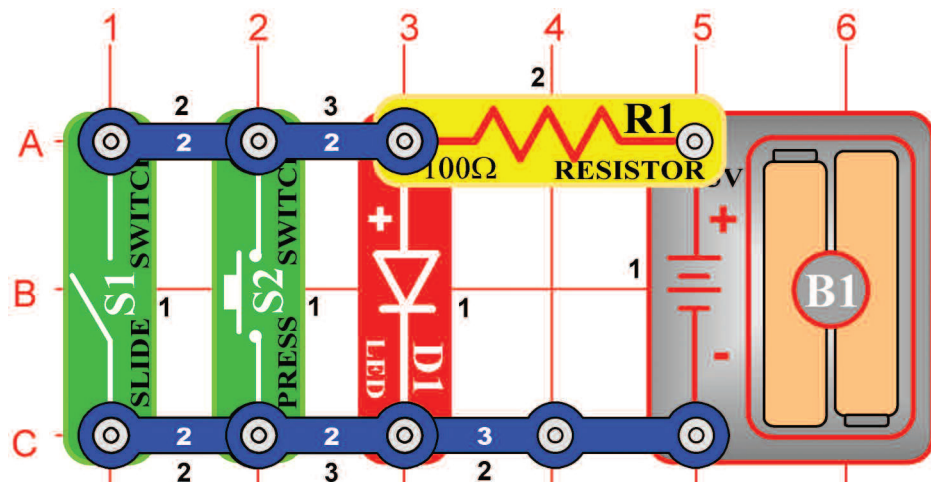 1 2 3 4 5 6
2 3 2
A 2 2 R1
100Ω RESISTOR
3V
+ +
B S1 SLIDE SWITCH 1 S2 PRESS SWITCH 1 D1 LED 1 1 B1
-
C 2 2 3
2 3 2